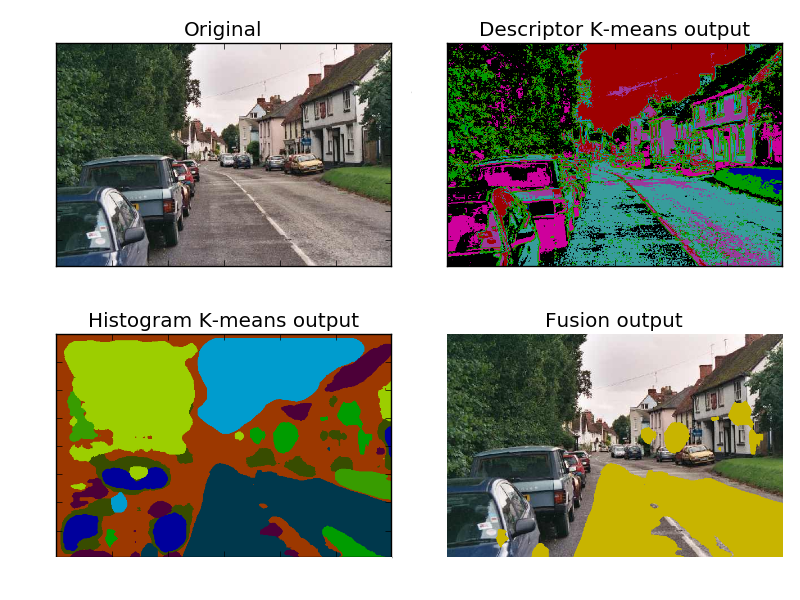 Original
Descriptor K-means output
Histogram K-means output
Fusion output